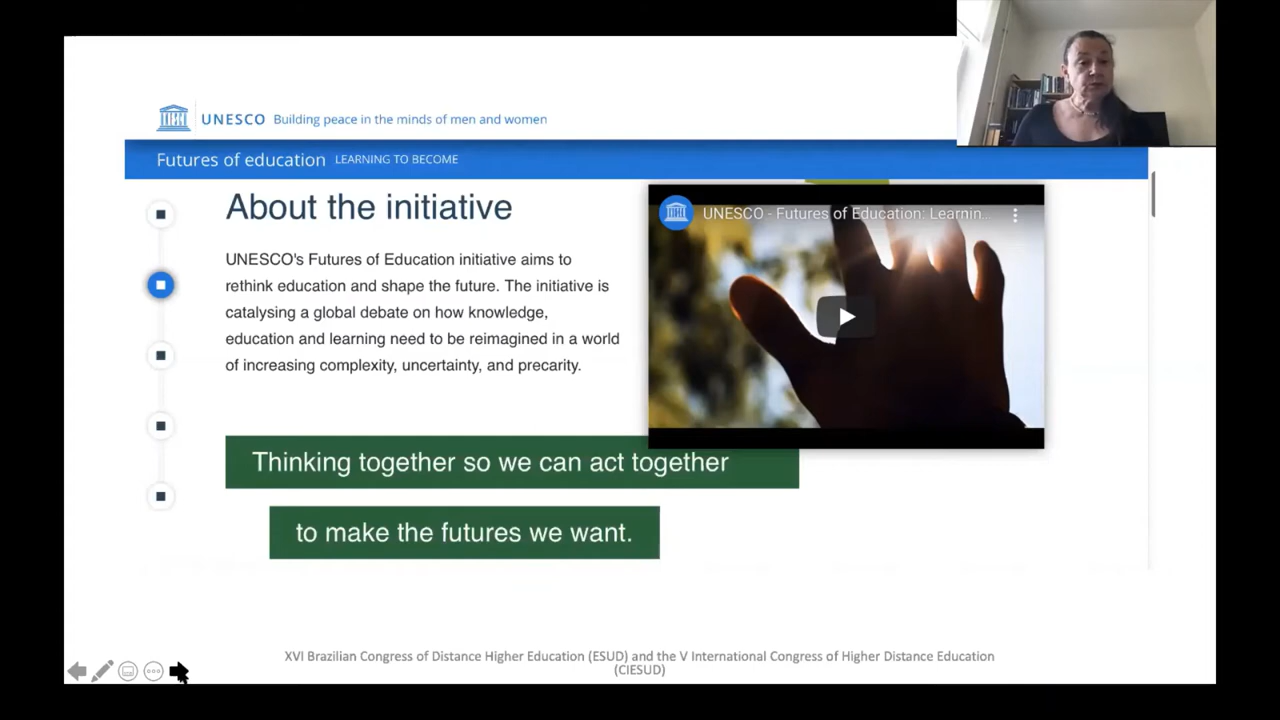 UNESCO Building peace in the minds of men and women
Futures of education LEARNING TO BECOME
About the initiative
UNESCO's Futures of Education initiative aims to
rethink education and shape the future. The initiative is
catalysing a global debate on how knowledge,
education and learning need to be reimagined in a world
of increasing complexity, uncertainty, and precarity.
UNESCO - Futures of Education: Learnin...
Thinking together so we can act together
to make the futures we want.
XVI Brazilian Congress of Distance Higher Education (ESUD) and the V International Congress of Higher Distance Education
(CIESUD)